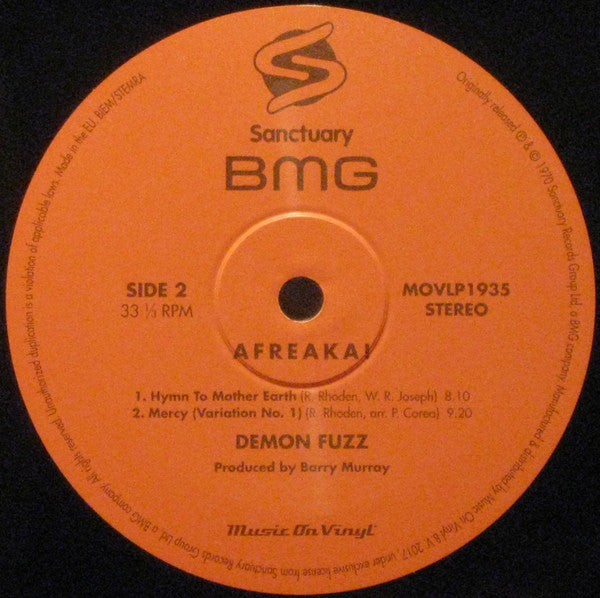 Sanctuary
BMG
SIDE 2
33 ⅓ RPM
MOVLP1935
STEREO
AFREAKA!
1. Hymn To Mother Earth (R. Rhoden, W. R. Joseph) 8.10
2. Mercy (Variation No. 1) (R. Rhoden, arr. P. Corea) 9.20
DEMON FUZZ
Produced by Barry Murray
Music On Vinyl
Originally released ℗ & © 1970 Sanctuary Records Group Ltd. a BMG company. Manufactured & distributed by Music On Vinyl B.V. 2017, under exclusive license from Sanctuary Records Group Ltd. a BMG company. All rights reserved. Unauthorized duplication is a violation of applicable laws. Made in the EU. BIEM/STEMRA